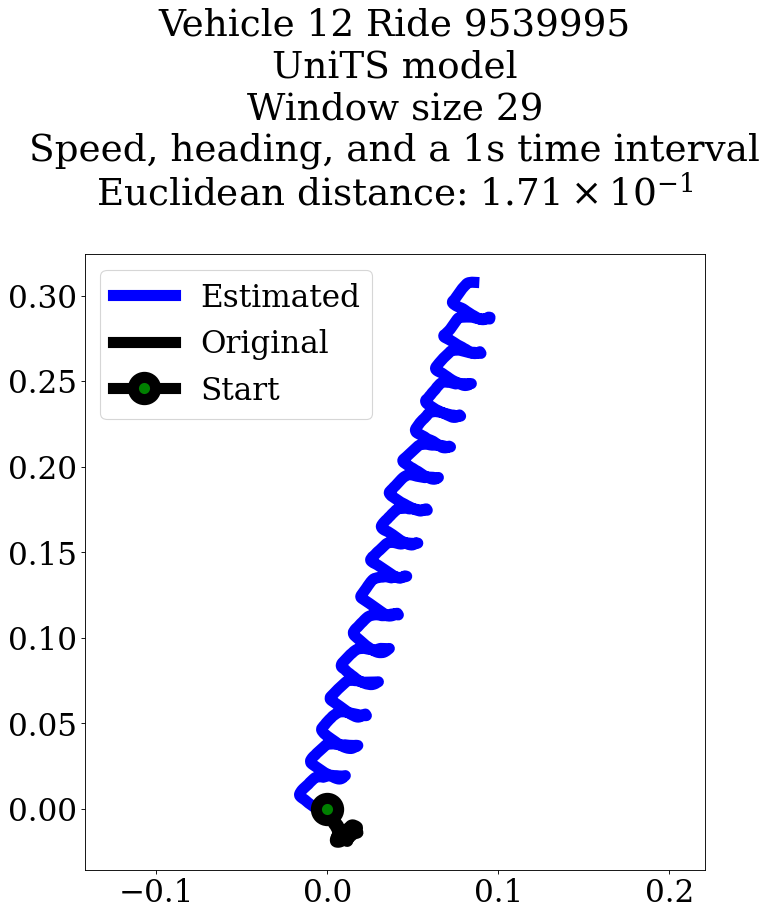 Vehicle 12 Ride 9539995
UniTS model
Window size 29
Speed, heading, and a 1s time interval
Euclidean distance: 1.71 × 10⁻¹
Estimated
Original
Start
0.30
0.25
0.20
0.15
0.10
0.05
0.00
−0.1 0.0 0.1 0.2